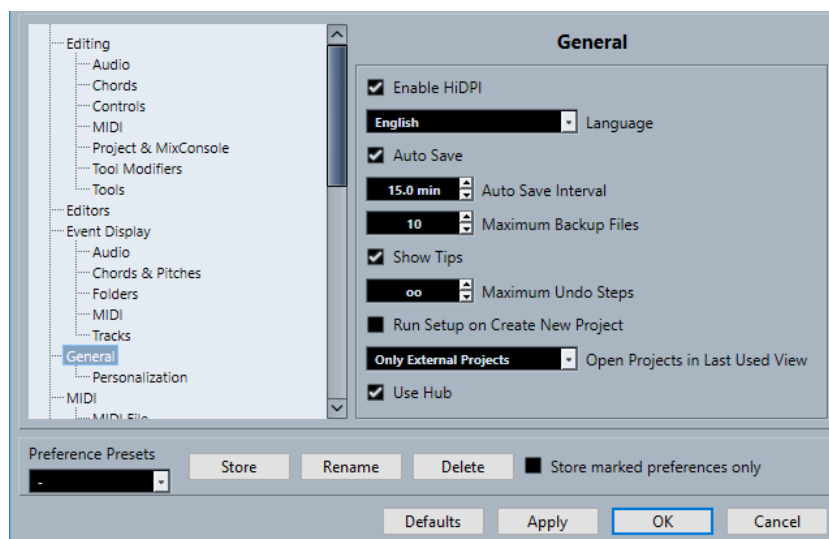 Editing
Audio
Chords
Controls
MIDI
Project & MixConsole
Tool Modifiers
Tools
Editors
Event Display
Audio
Chords & Pitches
Folders
MIDI
Tracks
General
Personalization
MIDI
MIDI File
General
Enable HiDPI
English Language
Auto Save
15.0 min Auto Save Interval
10 Maximum Backup Files
Show Tips
oo Maximum Undo Steps
Run Setup on Create New Project
Only External Projects Open Projects in Last Used View
Use Hub
Preference Presets
-
Store Rename Delete Store marked preferences only
Defaults Apply OK Cancel